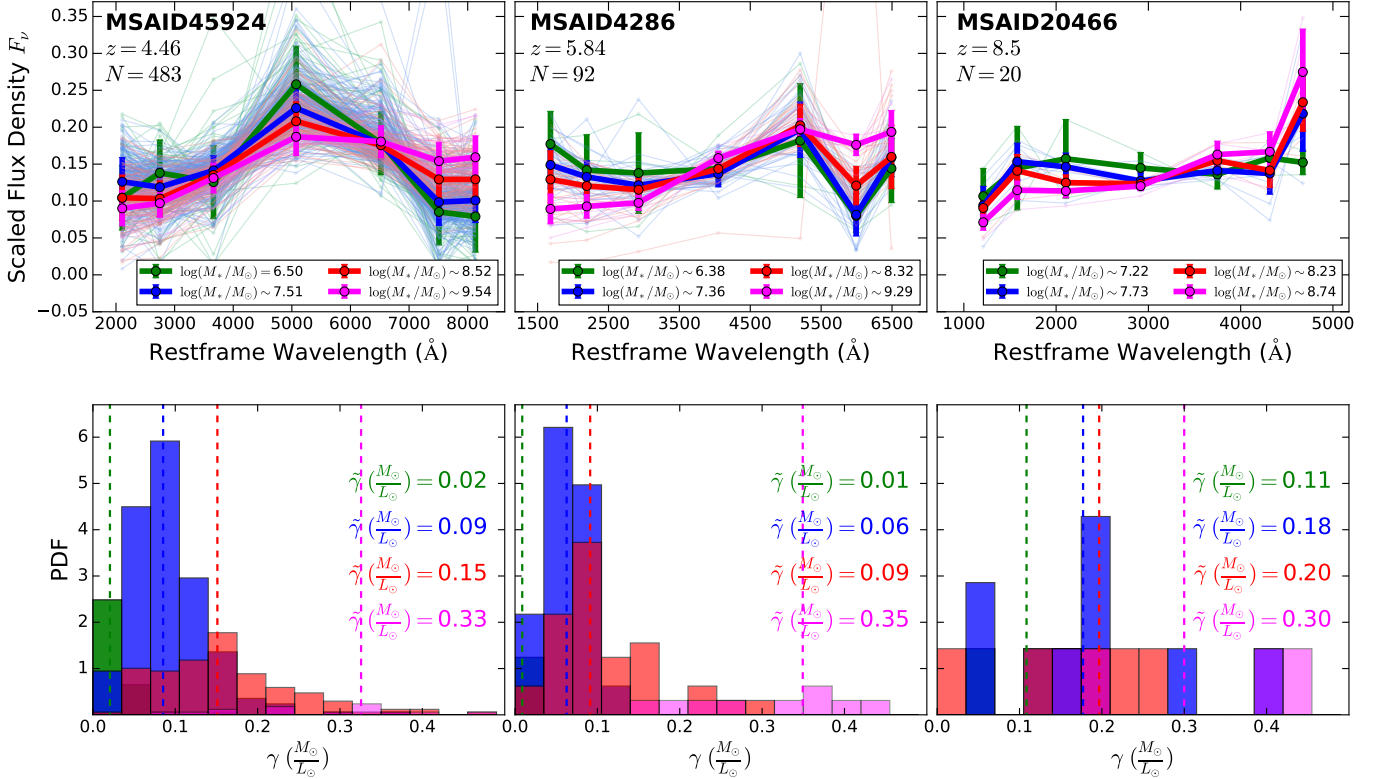 Scaled Flux Density Fν
0.35
0.30
0.25
0.20
0.15
0.10
0.05
0.00
−0.05
MSAID45924
z = 4.46
N = 483
log(M*/M⊙) = 6.50
log(M*/M⊙) ~ 7.51
log(M*/M⊙) ~ 8.52
log(M*/M⊙) ~ 9.54
2000 3000 4000 5000 6000 7000 8000
Restframe Wavelength (Å)
MSAID4286
z = 5.84
N = 92
log(M*/M⊙) ~ 6.38
log(M*/M⊙) ~ 7.36
log(M*/M⊙) ~ 8.32
log(M*/M⊙) ~ 9.29
1500 2500 3500 4500 5500 6500
Restframe Wavelength (Å)
MSAID20466
z = 8.5
N = 20
log(M*/M⊙) ~ 7.22
log(M*/M⊙) ~ 7.73
log(M*/M⊙) ~ 8.23
log(M*/M⊙) ~ 8.74
1000 2000 3000 4000 5000
Restframe Wavelength (Å)
PDF
6
5
4
3
2
1
γ̃ (M⊙/L⊙) = 0.02
γ̃ (M⊙/L⊙) = 0.09
γ̃ (M⊙/L⊙) = 0.15
γ̃ (M⊙/L⊙) = 0.33
0.0 0.1 0.2 0.3 0.4
γ (M⊙/L⊙)
γ̃ (M⊙/L⊙) = 0.01
γ̃ (M⊙/L⊙) = 0.06
γ̃ (M⊙/L⊙) = 0.09
γ̃ (M⊙/L⊙) = 0.35
0.0 0.1 0.2 0.3 0.4
γ (M⊙/L⊙)
γ̃ (M⊙/L⊙) = 0.11
γ̃ (M⊙/L⊙) = 0.18
γ̃ (M⊙/L⊙) = 0.20
γ̃ (M⊙/L⊙) = 0.30
0.0 0.1 0.2 0.3 0.4
γ (M⊙/L⊙)